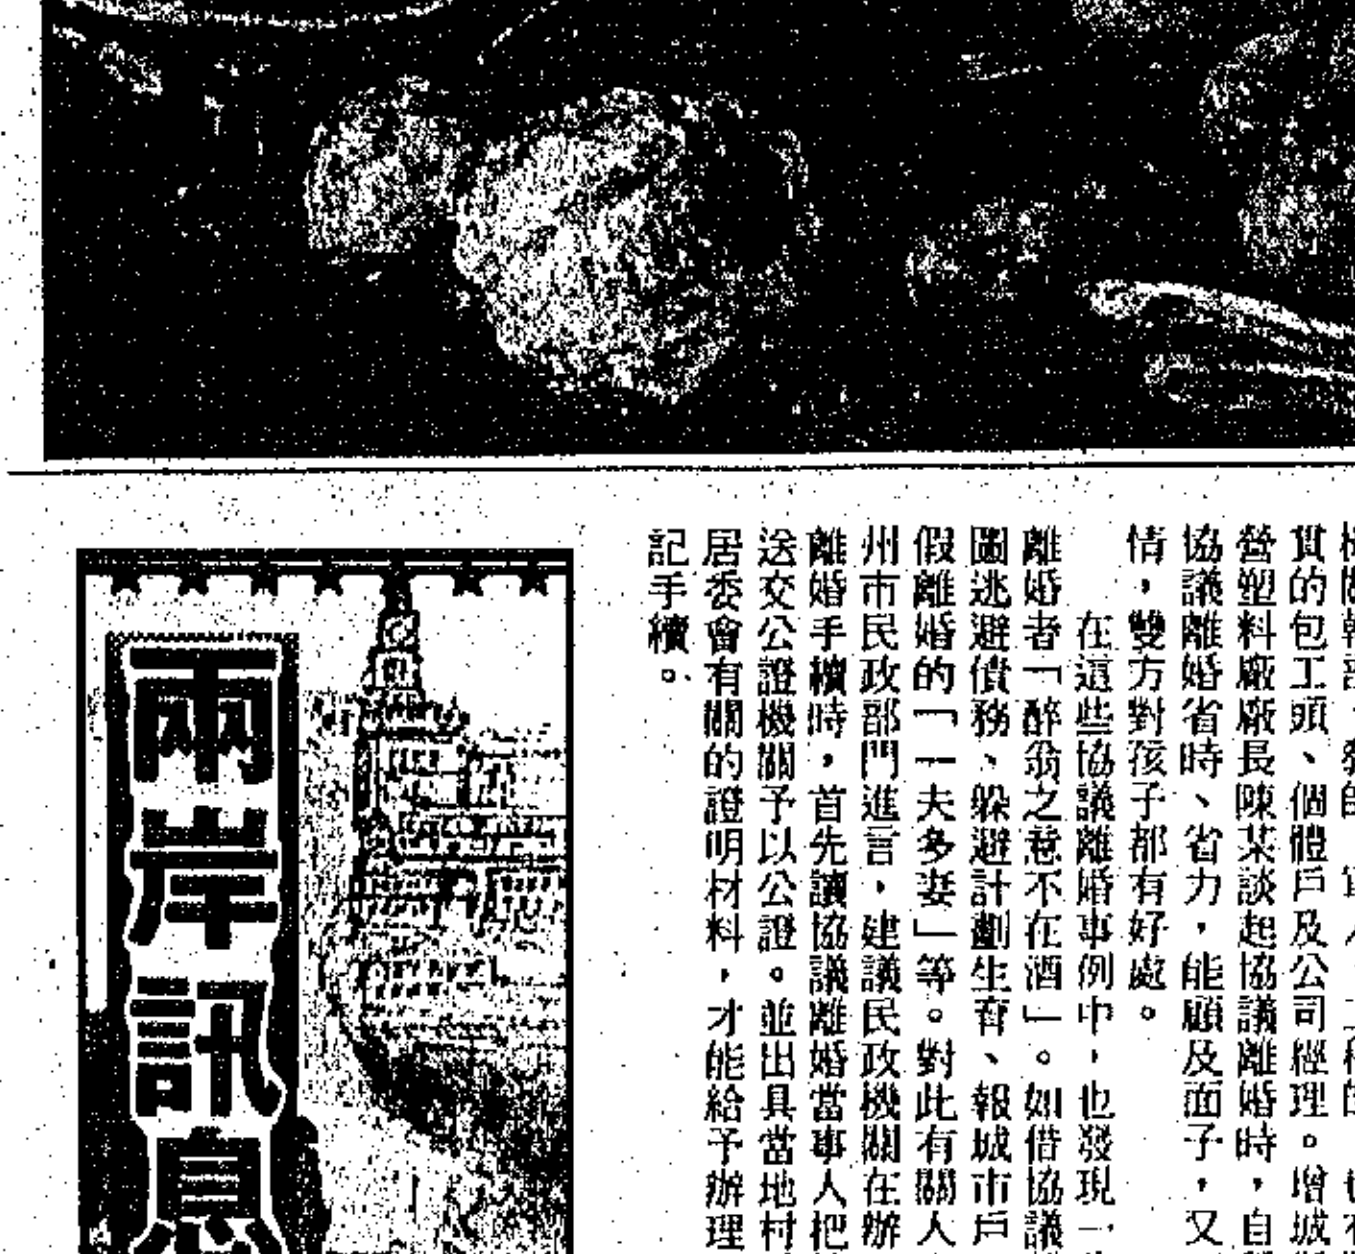 貫的包工頭、個體戶及公司經理。增城
營塑料廠廠長陳某談起協議離婚時，自
協議離婚省時、省力，能顧及面子，又
情，雙方對孩子都有好處。
在這些協議離婚事例中，也發現一
離婚者「醉翁之意不在酒」。如借協議
圖逃避債務、躲避計劃生育、報城市戶
假離婚的「一夫多妻」等。對此有關人
州市民政部門進言，建議民政機關在辦
離婚手續時，首先讓協議離婚當事人把
送交公證機關予以公證。並出具當地村
居委會有關的證明材料，才能給予辦理
記手續。
兩岸訊息